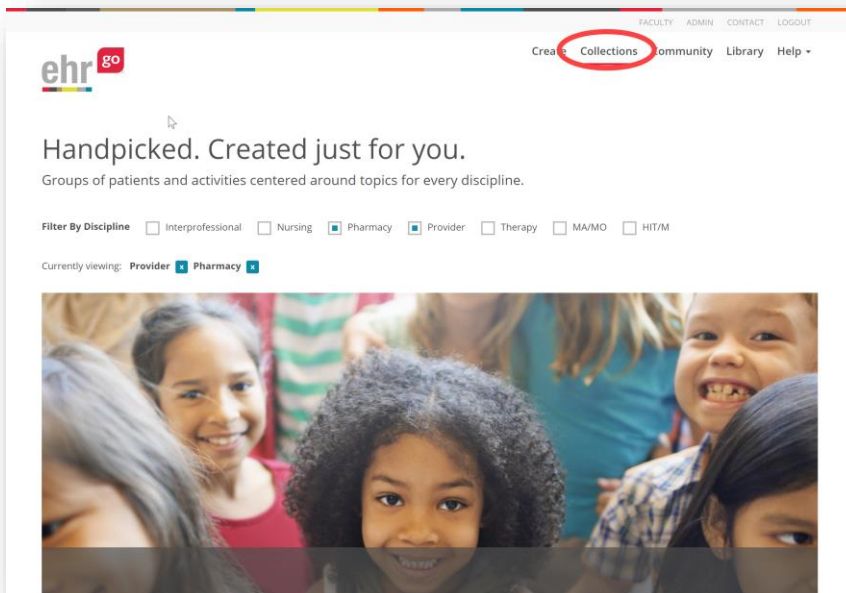 FACULTY ADMIN CONTACT LOGOUT
Create Collections Community Library Help
ehr go
Handpicked. Created just for you.
Groups of patients and activities centered around topics for every discipline.
Filter By Discipline Interprofessional Nursing Pharmacy Provider Therapy MA/MO HIT/M
Currently viewing: Provider x Pharmacy x